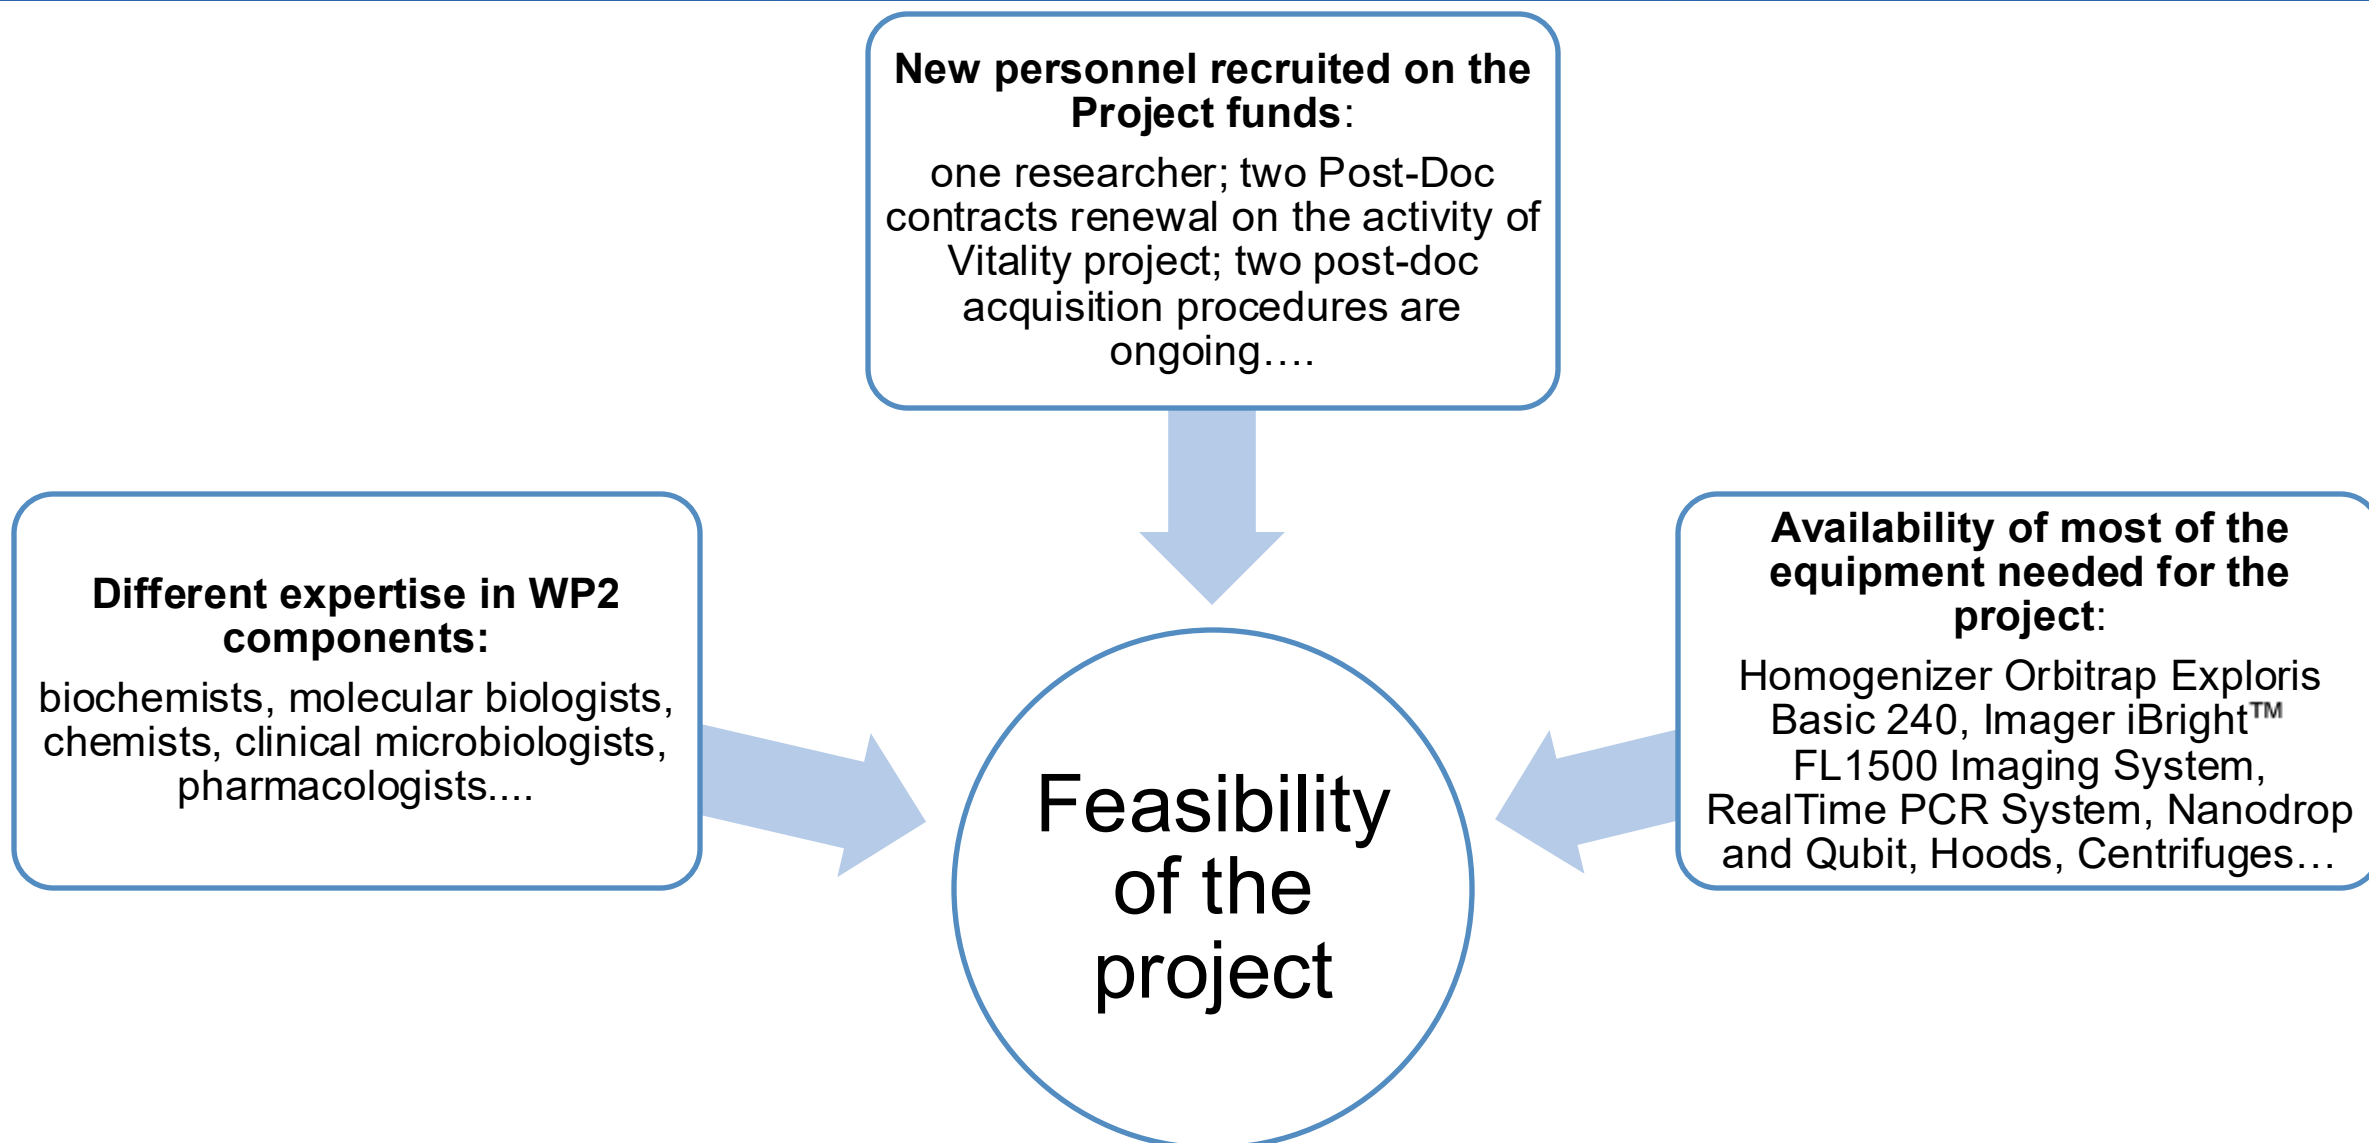 New personnel recruited on the
Project funds:
one researcher; two Post-Doc
contracts renewal on the activity of
Vitality project; two post-doc
acquisition procedures are
ongoing….
Different expertise in WP2
components:
biochemists, molecular biologists,
chemists, clinical microbiologists,
pharmacologists....
Availability of most of the
equipment needed for the
project:
Homogenizer Orbitrap Exploris
Basic 240, Imager iBright™
FL1500 Imaging System,
RealTime PCR System, Nanodrop
and Qubit, Hoods, Centrifuges…
Feasibility
of the
project